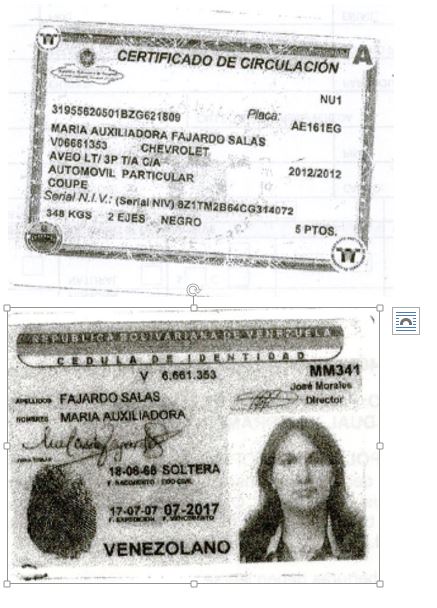 CERTIFICADO DE CIRCULACIÓN
A
NU1
31955620501BZG621809 Placa: AE161EG
MARIA AUXILIADORA FAJARDO SALAS
V06661353 CHEVROLET
AVEO LT/ 3P T/A C/A 2012/2012
AUTOMOVIL PARTICULAR
COUPE
Serial N.I.V.: (Serial NIV) 8Z1TM2B64CG314072
348 KGS 2 EJES NEGRO 5 PTOS.
REPUBLICA BOLIVARIANA DE VENEZUELA
CEDULA DE IDENTIDAD
V 6.661.353 MM341
José Morales
Director
APELLIDOS FAJARDO SALAS
NOMBRES MARIA AUXILIADORA
18-06-66 SOLTERA
F. NACIMIENTO EDO CIVIL
17-07-07 07-2017
F. EXPEDICION F. VENCIMIENTO
VENEZOLANO